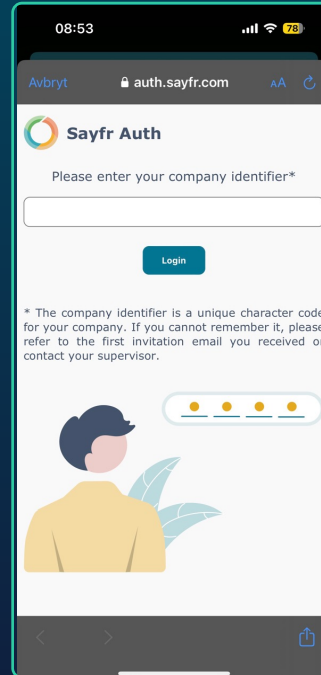 08:53
78
Avbryt
auth.sayfr.com
AA
Sayfr Auth
Please enter your company identifier*
Login
* The company identifier is a unique character code
for your company. If you cannot remember it, please
refer to the first invitation email you received or
contact your supervisor.